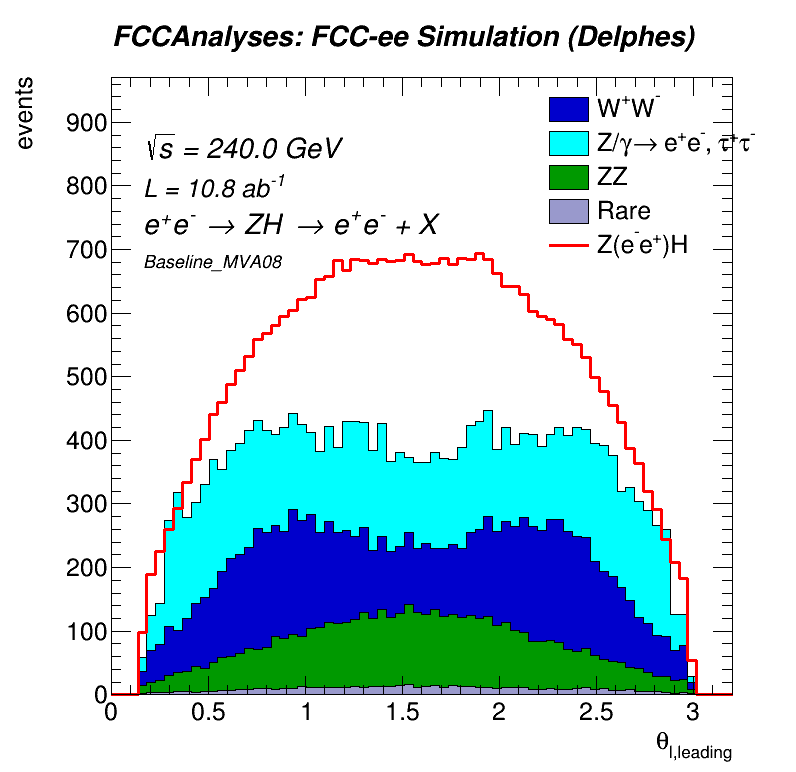 FCCAnalyses: FCC-ee Simulation (Delphes)
events
√s = 240.0 GeV
L = 10.8 ab⁻¹
e⁺e⁻ → ZH → e⁺e⁻ + X
Baseline_MVA08
W⁺W⁻
Z/γ→ e⁺e⁻, τ⁺τ⁻
ZZ
Rare
Z(e⁻e⁺)H
900
800
700
600
500
400
300
200
100
0
0 0.5 1 1.5 2 2.5 3
θl,leading